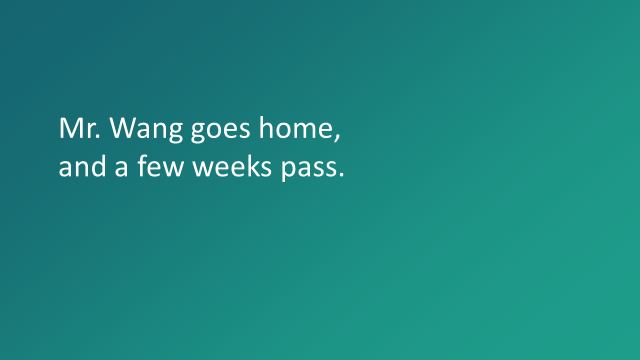 Mr. Wang goes home,
and a few weeks pass.